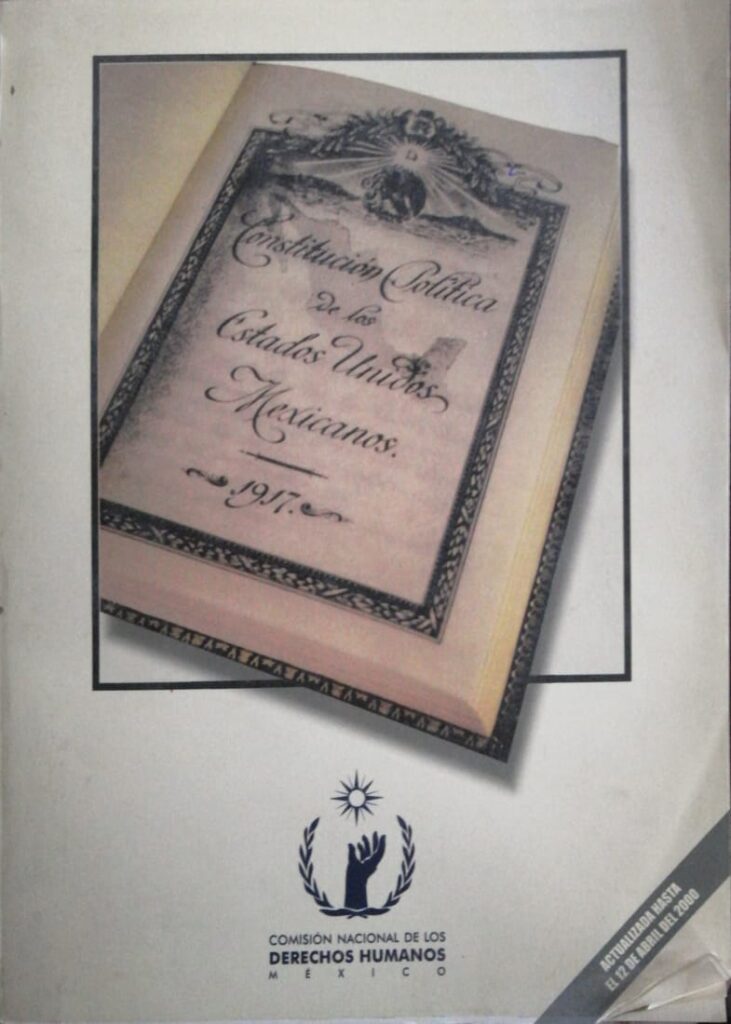 Constitución Política
de los
Estados Unidos
Mexicanos.
1917.
COMISIÓN NACIONAL DE LOS
DERECHOS HUMANOS
MÉXICO
ACTUALIZADA HASTA
EL 12 DE ABRIL DEL 2000